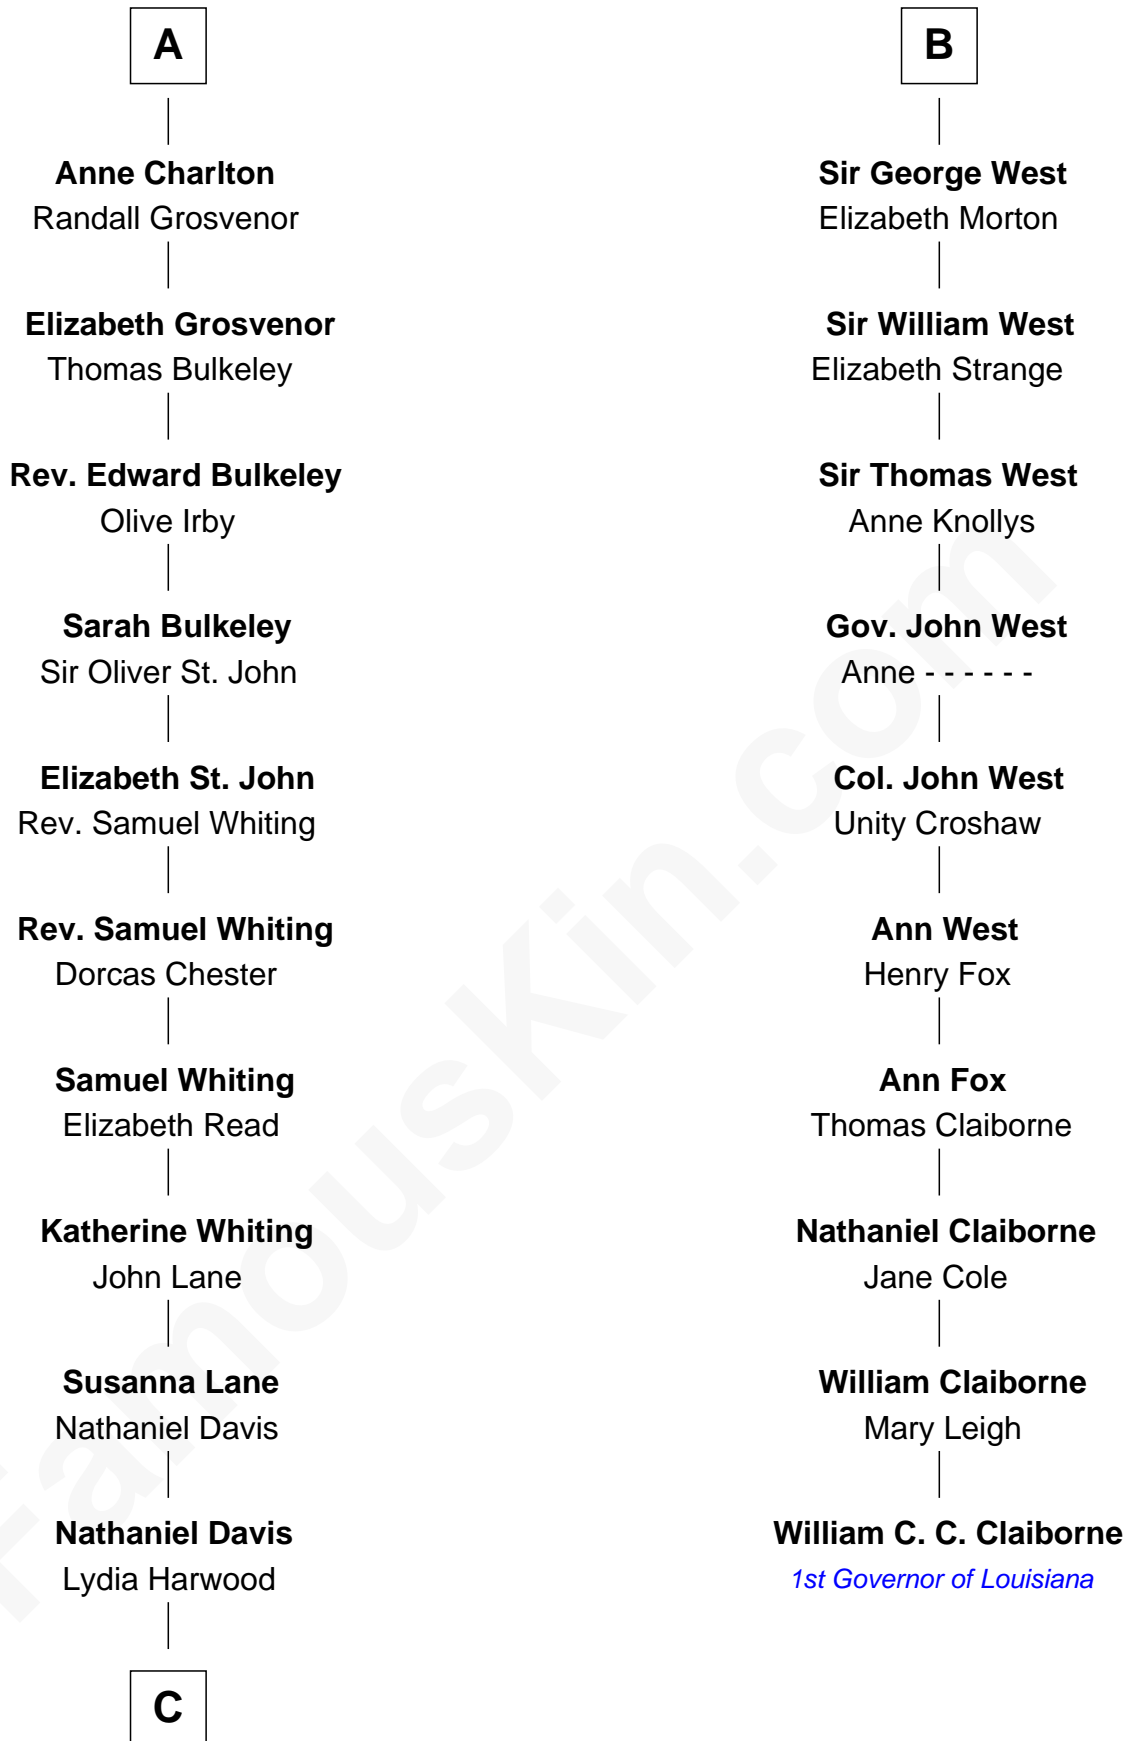 A
Anne Charlton
Randall Grosvenor
Elizabeth Grosvenor
Thomas Bulkeley
Rev. Edward Bulkeley
Olive Irby
Sarah Bulkeley
Sir Oliver St. John
Elizabeth St. John
Rev. Samuel Whiting
Rev. Samuel Whiting
Dorcas Chester
Samuel Whiting
Elizabeth Read
Katherine Whiting
John Lane
Susanna Lane
Nathaniel Davis
Nathaniel Davis
Lydia Harwood
C
B
Sir George West
Elizabeth Morton
Sir William West
Elizabeth Strange
Sir Thomas West
Anne Knollys
Gov. John West
Anne - - - - - -
Col. John West
Unity Croshaw
Ann West
Henry Fox
Ann Fox
Thomas Claiborne
Nathaniel Claiborne
Jane Cole
William Claiborne
Mary Leigh
William C. C. Claiborne
1st Governor of Louisiana
FamousKin.com